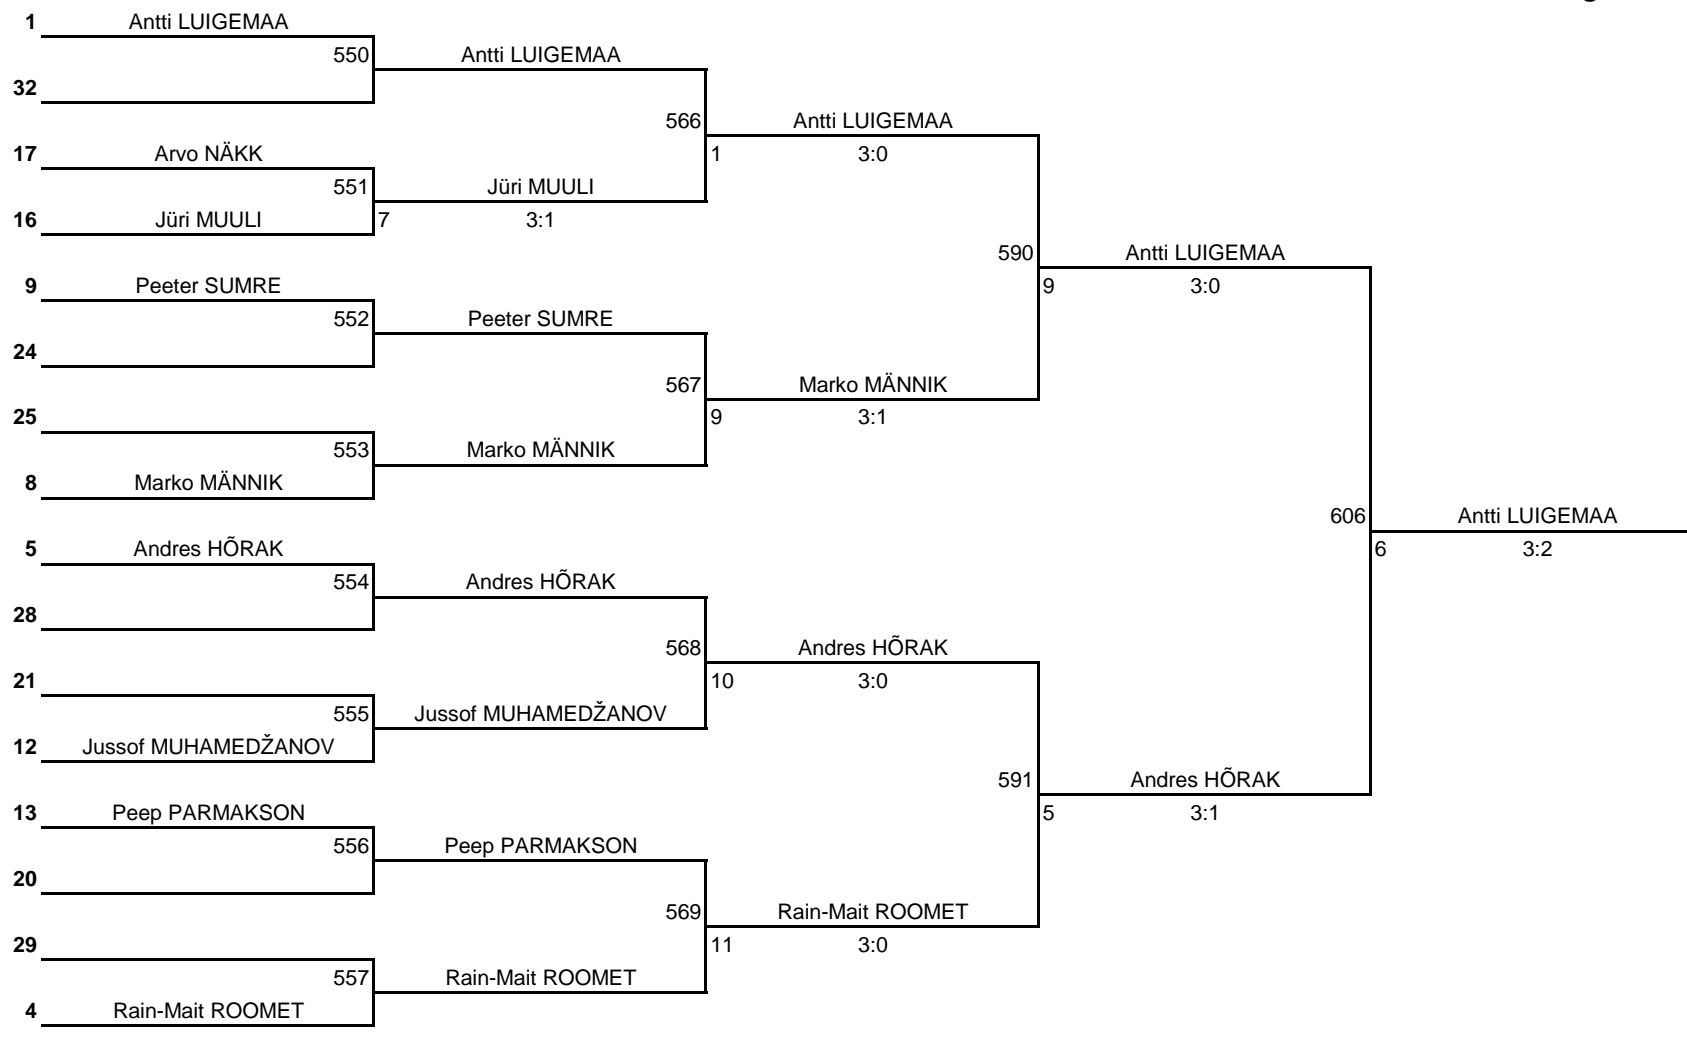 1 Antti LUIGEMAA
550 Antti LUIGEMAA
32
566 Antti LUIGEMAA
17 Arvo NÄKK
1 3:0
551 Jüri MUULI
16 Jüri MUULI
7 3:1
590 Antti LUIGEMAA
9 Peeter SUMRE
9 3:0
552 Peeter SUMRE
24
567 Marko MÄNNIK
25
9 3:1
553 Marko MÄNNIK
8 Marko MÄNNIK
606 Antti LUIGEMAA
5 Andres HÕRAK
6 3:2
554 Andres HÕRAK
28
568 Andres HÕRAK
21
10 3:0
555 Jussof MUHAMEDŽANOV
12 Jussof MUHAMEDŽANOV
591 Andres HÕRAK
13 Peep PARMAKSON
5 3:1
556 Peep PARMAKSON
20
569 Rain-Mait ROOMET
29
11 3:0
557 Rain-Mait ROOMET
4 Rain-Mait ROOMET